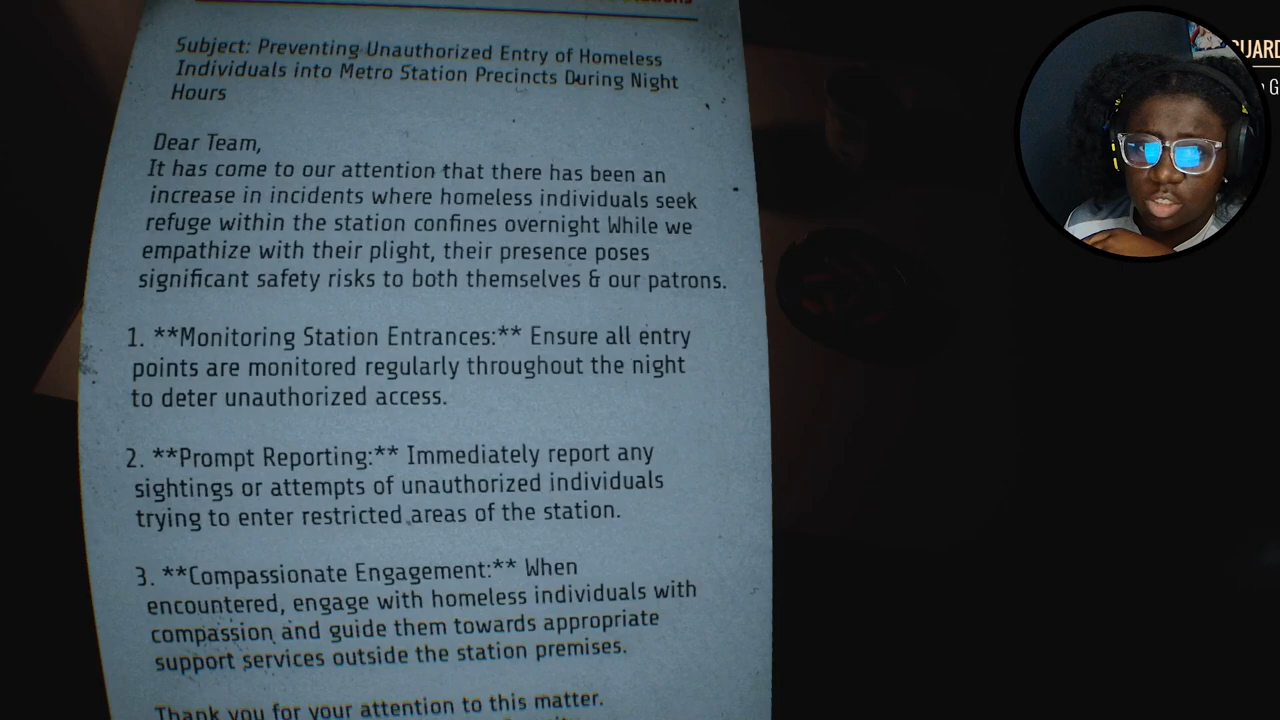 Subject: Preventing Unauthorized Entry of Homeless
Individuals into Metro Station Precincts During Night
Hours
Dear Team,
It has come to our attention that there has been an
increase in incidents where homeless individuals seek
refuge within the station confines overnight While we
empathize with their plight, their presence poses
significant safety risks to both themselves & our patrons.
1. **Monitoring Station Entrances:** Ensure all entry
points are monitored regularly throughout the night
to deter unauthorized access.
2. **Prompt Reporting:** Immediately report any
sightings or attempts of unauthorized individuals
trying to enter restricted areas of the station.
3. **Compassionate Engagement:** When
encountered, engage with homeless individuals with
compassion and guide them towards appropriate
support services outside the station premises.
Thank you for your attention to this matter.